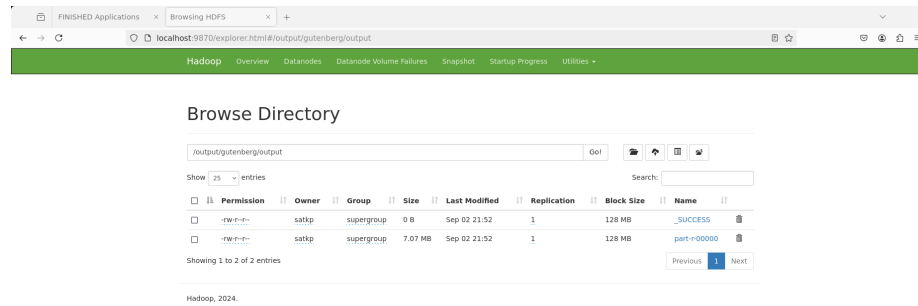 FINISHED Applications × Browsing HDFS × +
localhost:9870/explorer.html#/output/gutenberg/output
Hadoop Overview Datanodes Datanode Volume Failures Snapshot Startup Progress Utilities
Browse Directory
/output/gutenberg/output Go!
Show 25 entries Search:
Permission Owner Group Size Last Modified Replication Block Size Name
-rw-r--r-- satkp supergroup 0 B Sep 02 21:52 1 128 MB _SUCCESS
-rw-r--r-- satkp supergroup 7.07 MB Sep 02 21:52 1 128 MB part-r-00000
Showing 1 to 2 of 2 entries Previous 1 Next
Hadoop, 2024.